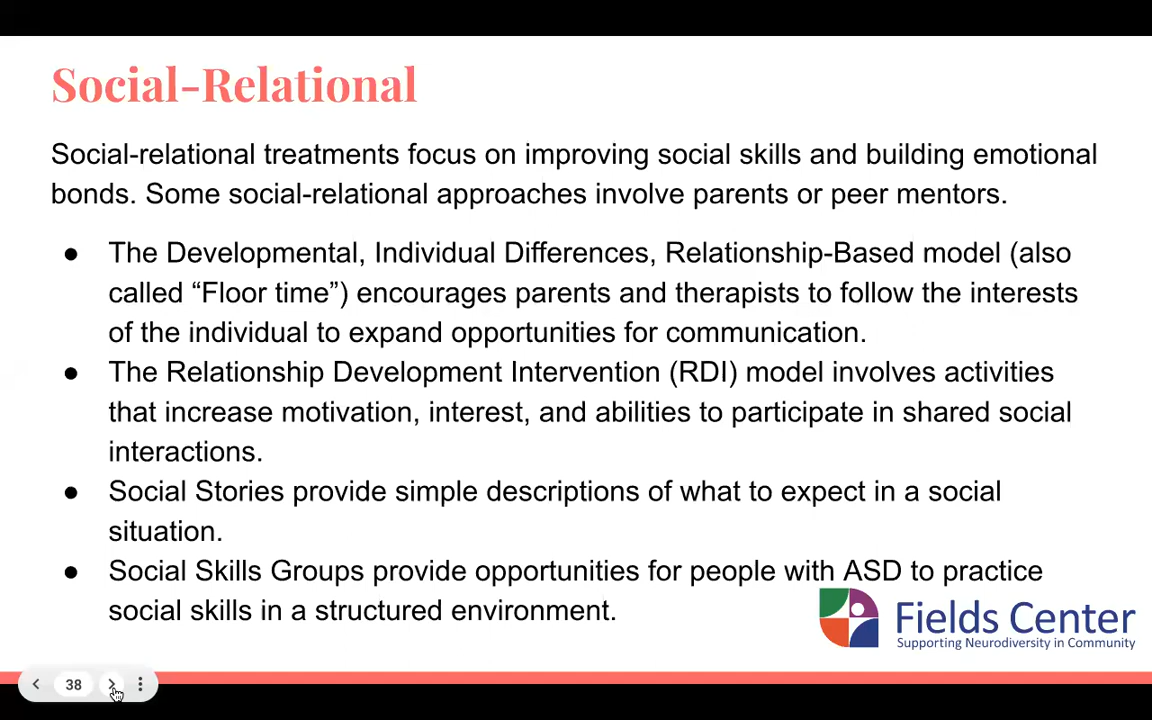 Social-Relational
Social-relational treatments focus on improving social skills and building emotional
bonds. Some social-relational approaches involve parents or peer mentors.
● The Developmental, Individual Differences, Relationship-Based model (also
called “Floor time”) encourages parents and therapists to follow the interests
of the individual to expand opportunities for communication.
● The Relationship Development Intervention (RDI) model involves activities
that increase motivation, interest, and abilities to participate in shared social
interactions.
● Social Stories provide simple descriptions of what to expect in a social
situation.
● Social Skills Groups provide opportunities for people with ASD to practice
social skills in a structured environment.
Fields Center
Supporting Neurodiversity in Community
38